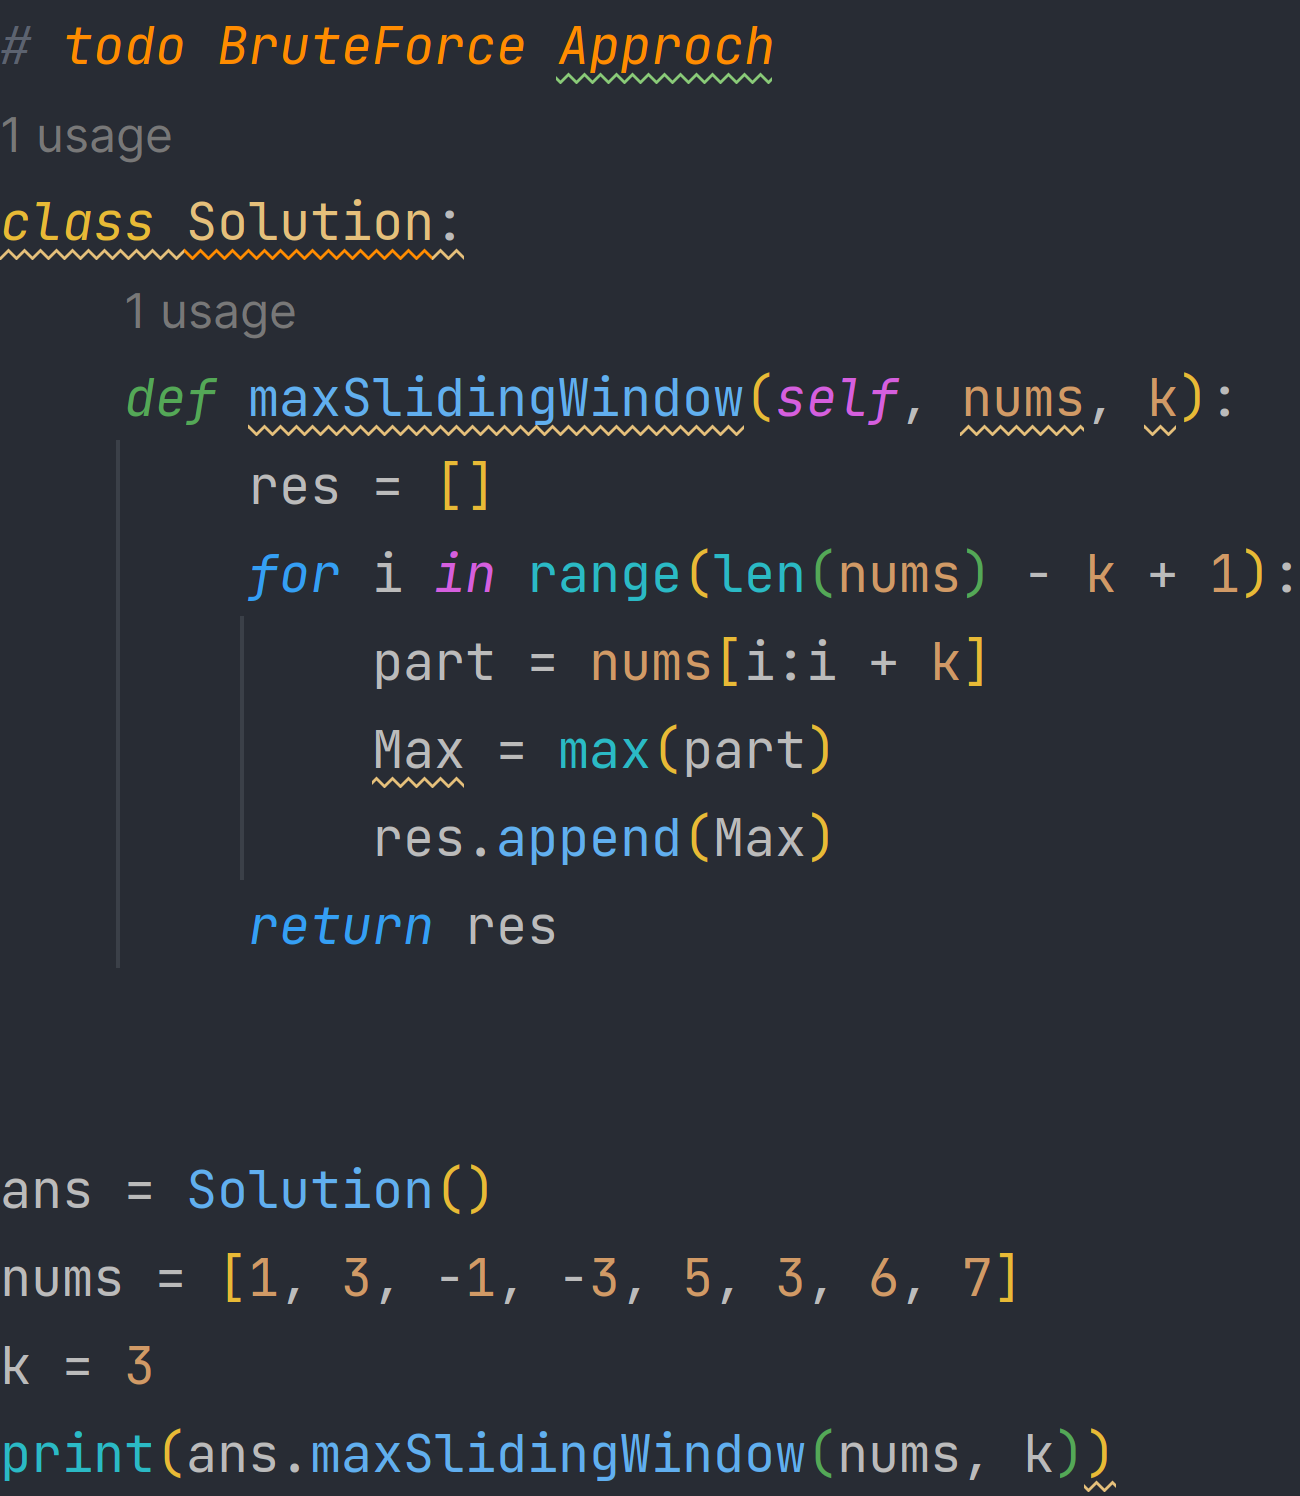 # todo BruteForce Approch
1 usage
class Solution:
1 usage
def maxSlidingWindow(self, nums, k):
res = []
for i in range(len(nums) - k + 1):
part = nums[i:i + k]
Max = max(part)
res.append(Max)
return res
ans = Solution()
nums = [1, 3, -1, -3, 5, 3, 6, 7]
k = 3
print(ans.maxSlidingWindow(nums, k))